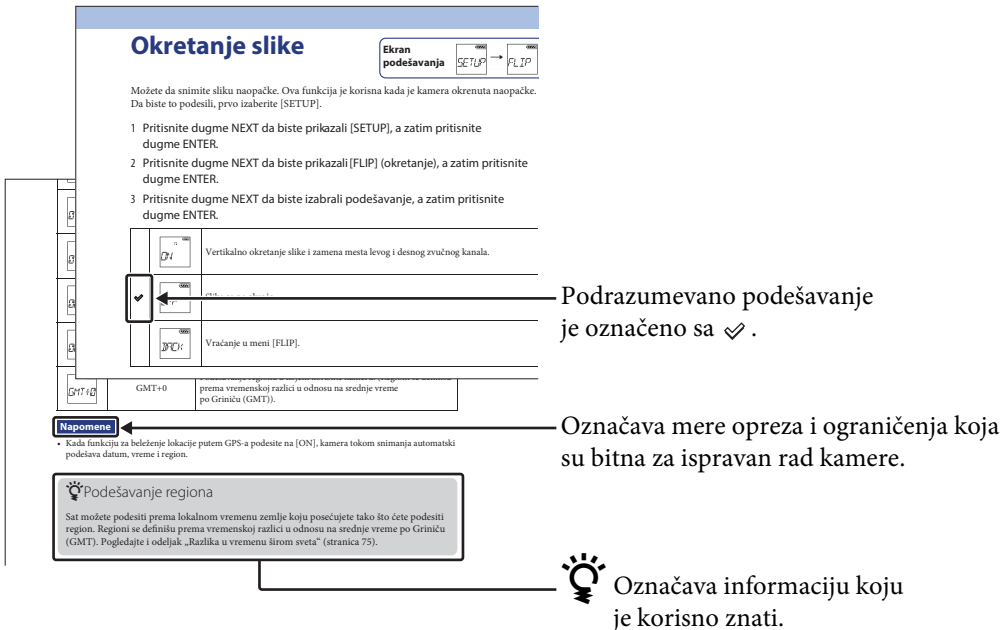 Okretanje slike
Ekran
podešavanja
SETUP → FLIP
Možete da snimite sliku naopačke. Ova funkcija je korisna kada je kamera okrenuta naopačke.
Da biste to podesili, prvo izaberite [SETUP].
1 Pritisnite dugme NEXT da biste prikazali [SETUP], a zatim pritisnite
dugme ENTER.
2 Pritisnite dugme NEXT da biste prikazali [FLIP] (okretanje), a zatim pritisnite
dugme ENTER.
3 Pritisnite dugme NEXT da biste izabrali podešavanje, a zatim pritisnite
dugme ENTER.
ON
Vertikalno okretanje slike i zamena mesta levog i desnog zvučnog kanala.
BACK
Vraćanje u meni [FLIP].
GMT+0
GMT+0
prema vremenskoj razlici u odnosu na srednje vreme
po Griniču (GMT)).
Napomene
• Kada funkciju za beleženje lokacije putem GPS-a podesite na [ON], kamera tokom snimanja automatski
podešava datum, vreme i region.
Podešavanje regiona
Sat možete podesiti prema lokalnom vremenu zemlje koju posećujete tako što ćete podesiti
region. Regioni se definišu prema vremenskoj razlici u odnosu na srednje vreme po Griniču
(GMT). Pogledajte i odeljak „Razlika u vremenu širom sveta“ (stranica 75).
Podrazumevano podešavanje
je označeno sa ✓.
Označava mere opreza i ograničenja koja
su bitna za ispravan rad kamere.
Označava informaciju koju
je korisno znati.